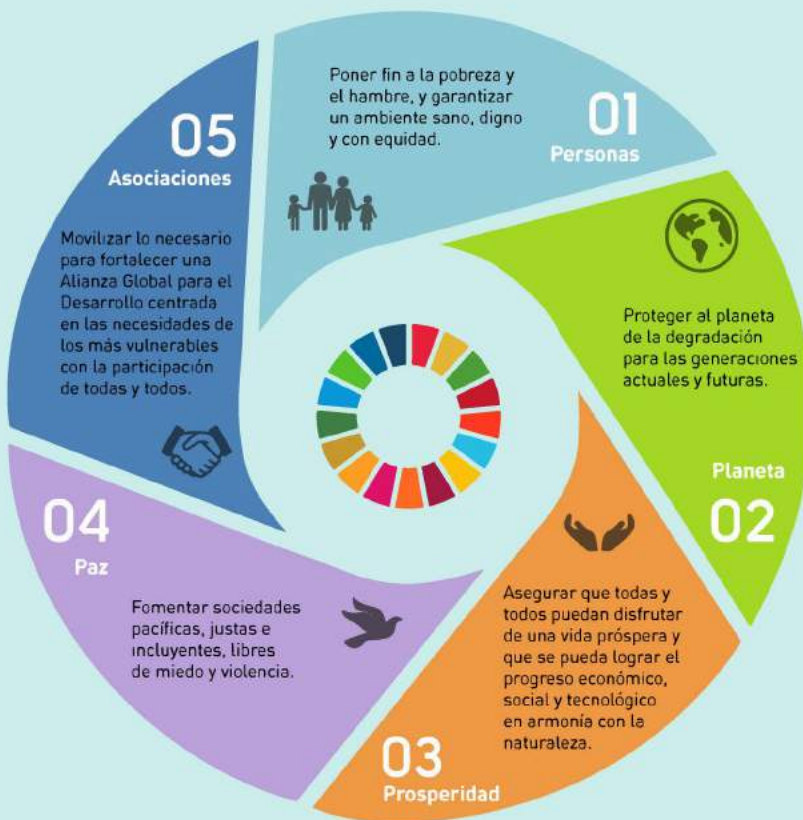 01
Personas
Poner fin a la pobreza y
el hambre, y garantizar
un ambiente sano, digno
y con equidad.
Planeta
02
Proteger al planeta
de la degradación
para las generaciones
actuales y futuras.
03
Prosperidad
Asegurar que todas y
todos puedan disfrutar
de una vida próspera y
que se pueda lograr el
progreso económico,
social y tecnológico
en armonía con la
naturaleza.
04
Paz
Fomentar sociedades
pacíficas, justas e
incluyentes, libres
de miedo y violencia.
05
Asociaciones
Movilizar lo necesario
para fortalecer una
Alianza Global para el
Desarrollo centrada
en las necesidades de
los más vulnerables
con la participación
de todas y todos.